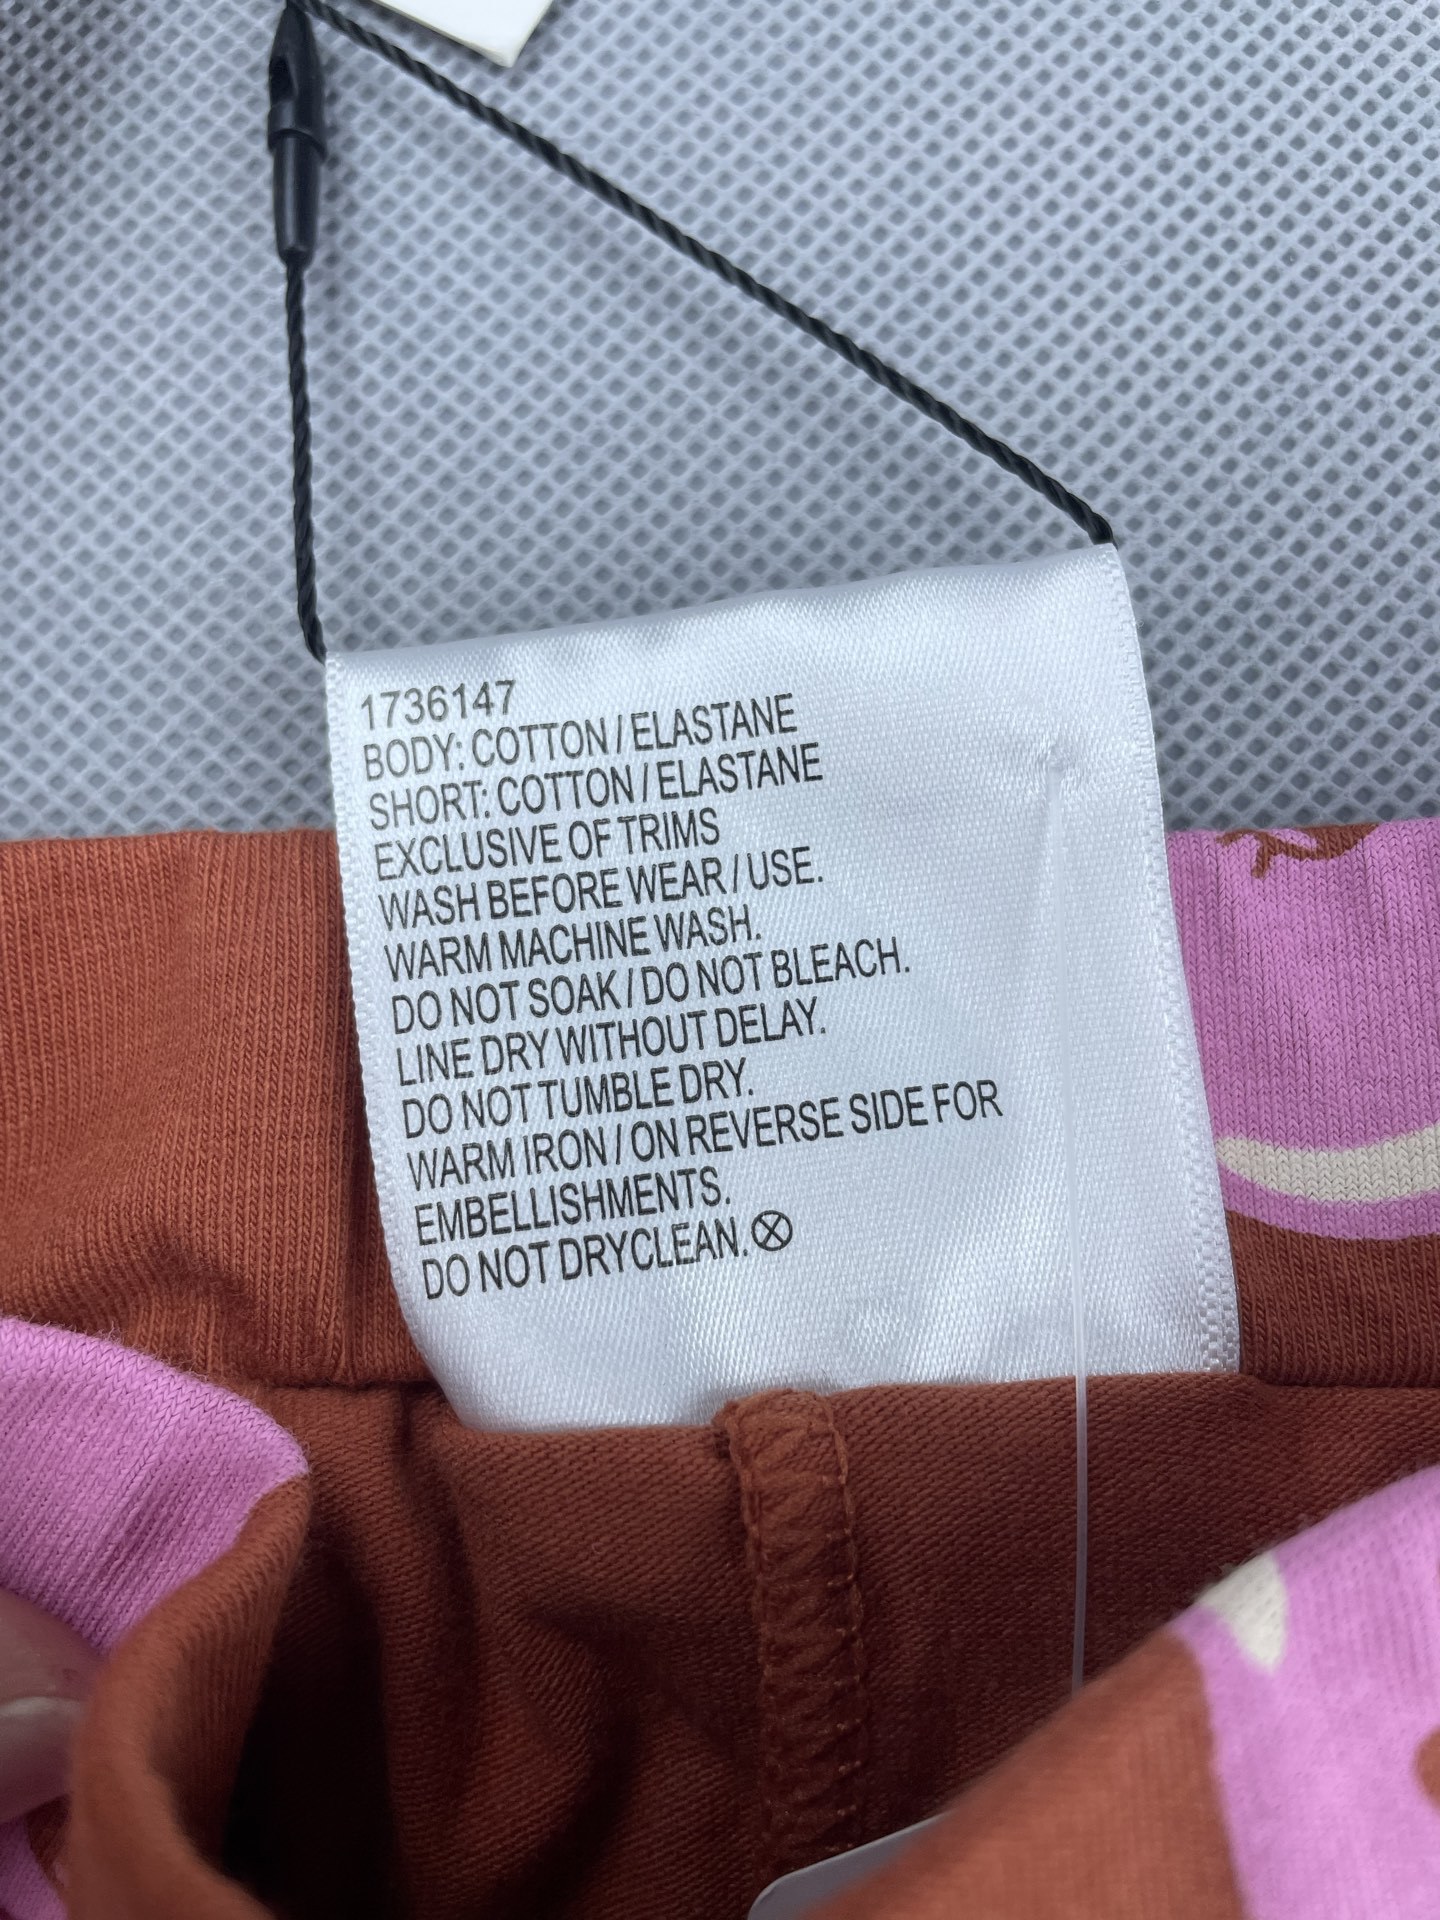 1736147
BODY: COTTON / ELASTANE
SHORT: COTTON / ELASTANE
EXCLUSIVE OF TRIMS
WASH BEFORE WEAR / USE.
WARM MACHINE WASH.
DO NOT SOAK / DO NOT BLEACH.
LINE DRY WITHOUT DELAY.
DO NOT TUMBLE DRY.
WARM IRON / ON REVERSE SIDE FOR
EMBELLISHMENTS.
DO NOT DRYCLEAN.